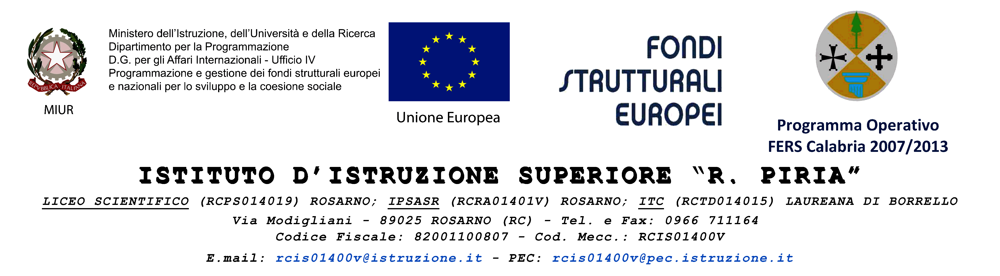 REPVBBLICA ITALIANA
MIUR
Ministero dell'Istruzione, dell'Università e della Ricerca
Dipartimento per la Programmazione
D.G. per gli Affari Internazionali - Ufficio IV
Programmazione e gestione dei fondi strutturali europei
e nazionali per lo sviluppo e la coesione sociale
Unione Europea
FONDI
STRUTTURALI
EUROPEI
Programma Operativo
FERS Calabria 2007/2013
ISTITUTO D'ISTRUZIONE SUPERIORE “R. PIRIA”
LICEO SCIENTIFICO (RCPS014019) ROSARNO; IPSASR (RCRA01401V) ROSARNO; ITC (RCTD014015) LAUREANA DI BORRELLO
Via Modigliani - 89025 ROSARNO (RC) - Tel. e Fax: 0966 711164
Codice Fiscale: 82001100807 - Cod. Mecc.: RCIS01400V
E.mail: rcis01400v@istruzione.it - PEC: rcis01400v@pec.istruzione.it